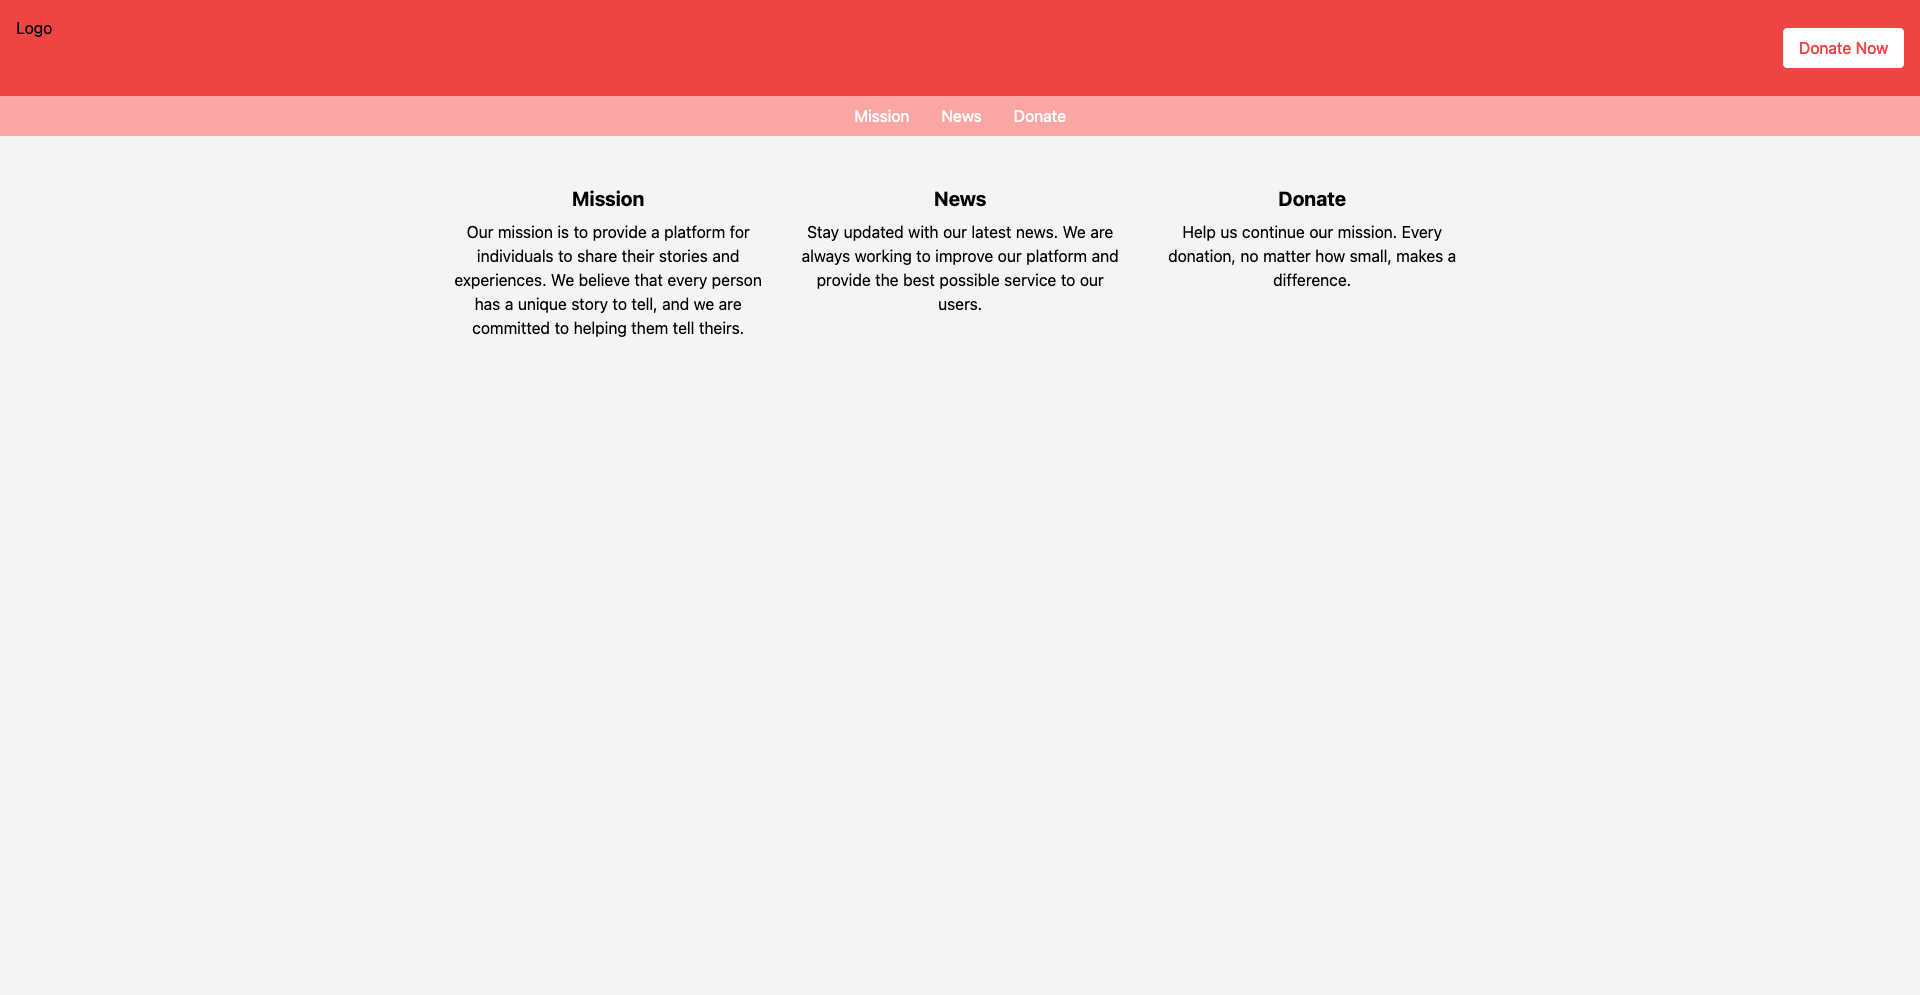 Logo
Donate Now
Mission News Donate
Mission
Our mission is to provide a platform for
individuals to share their stories and
experiences. We believe that every person
has a unique story to tell, and we are
committed to helping them tell theirs.
News
Stay updated with our latest news. We are
always working to improve our platform and
provide the best possible service to our
users.
Donate
Help us continue our mission. Every
donation, no matter how small, makes a
difference.